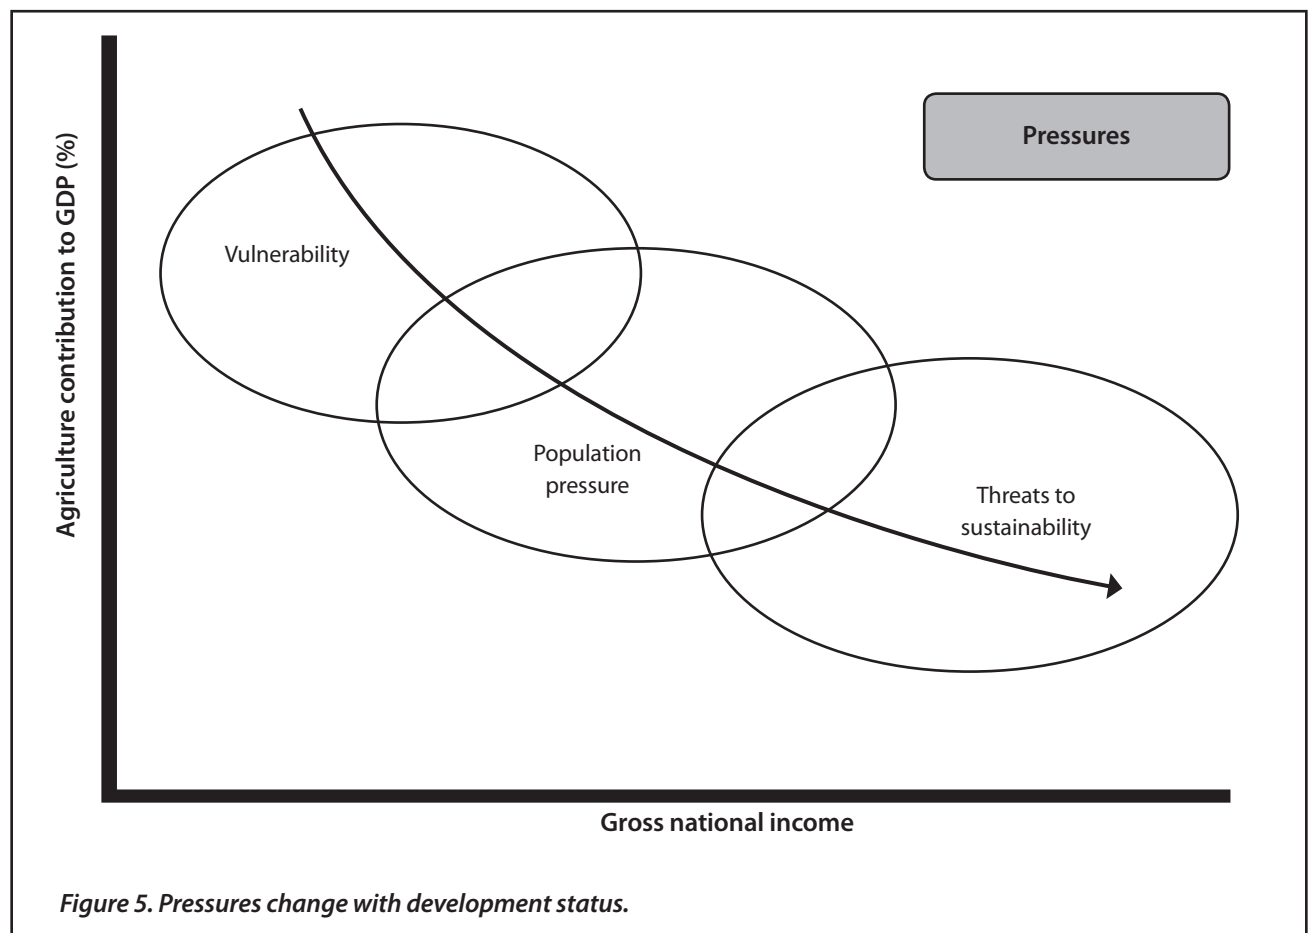 Pressures
Agriculture contribution to GDP (%)
Vulnerability
Population
pressure
Threats to
sustainability
Gross national income
Figure 5. Pressures change with development status.